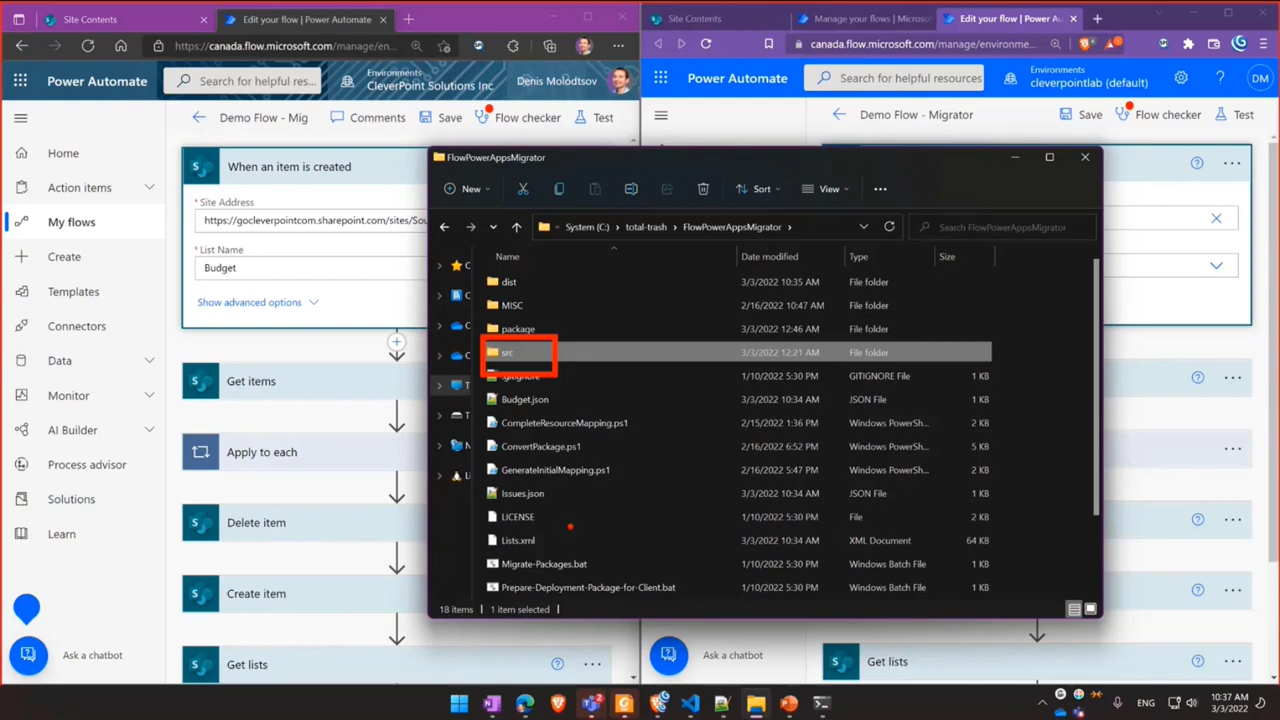 Site Contents
Edit your flow | Power Automate
https://canada.flow.microsoft.com/manage/en...
Power Automate
Search for helpful res...
Environments
CleverPoint Solutions Inc
Denis Molodtsov
Demo Flow - Mig
Comments
Save
Flow checker
Test
Home
Action items
My flows
Create
Templates
Connectors
Data
Monitor
AI Builder
Process advisor
Solutions
Learn
Ask a chatbot
When an item is created
* Site Address
https://gocleverpointcom.sharepoint.com/sites/Sou
* List Name
Budget
Show advanced options
Get items
Apply to each
Delete item
Create item
Get lists
Site Contents
Manage your flows | Microsof
Edit your flow | Power Au
canada.flow.microsoft.com/manage/environme...
Power Automate
Search for helpful resources
Environments
cleverpointlab (default)
DM
Demo Flow - Migrator
Save
Flow checker
Test
Get lists
Ask a chatbot
FlowPowerAppsMigrator
New
Sort
View
System (C:) total-trash FlowPowerAppsMigrator
Search FlowPowerAppsMigrator
Name Date modified Type Size
dist 3/3/2022 10:35 AM File folder
MISC 2/16/2022 10:47 AM File folder
package 3/3/2022 12:46 AM File folder
src 3/3/2022 12:21 AM File folder
.gitignore 1/10/2022 5:30 PM GITIGNORE File 1 KB
Budget.json 3/3/2022 10:34 AM JSON File 1 KB
CompleteResourceMapping.ps1 2/15/2022 1:36 PM Windows PowerSh... 2 KB
ConvertPackage.ps1 2/16/2022 6:52 PM Windows PowerSh... 5 KB
GenerateInitialMapping.ps1 2/16/2022 5:47 PM Windows PowerSh... 2 KB
Issues.json 3/3/2022 10:34 AM JSON File 1 KB
LICENSE 1/10/2022 5:30 PM File 1 KB
Lists.xml 3/3/2022 10:34 AM XML Document 64 KB
Migrate-Packages.bat 1/10/2022 5:30 PM Windows Batch File 1 KB
Prepare-Deployment-Package-for-Client.bat 1/10/2022 5:30 PM Windows Batch File 1 KB
18 items 1 item selected
ENG
10:37 AM
3/3/2022